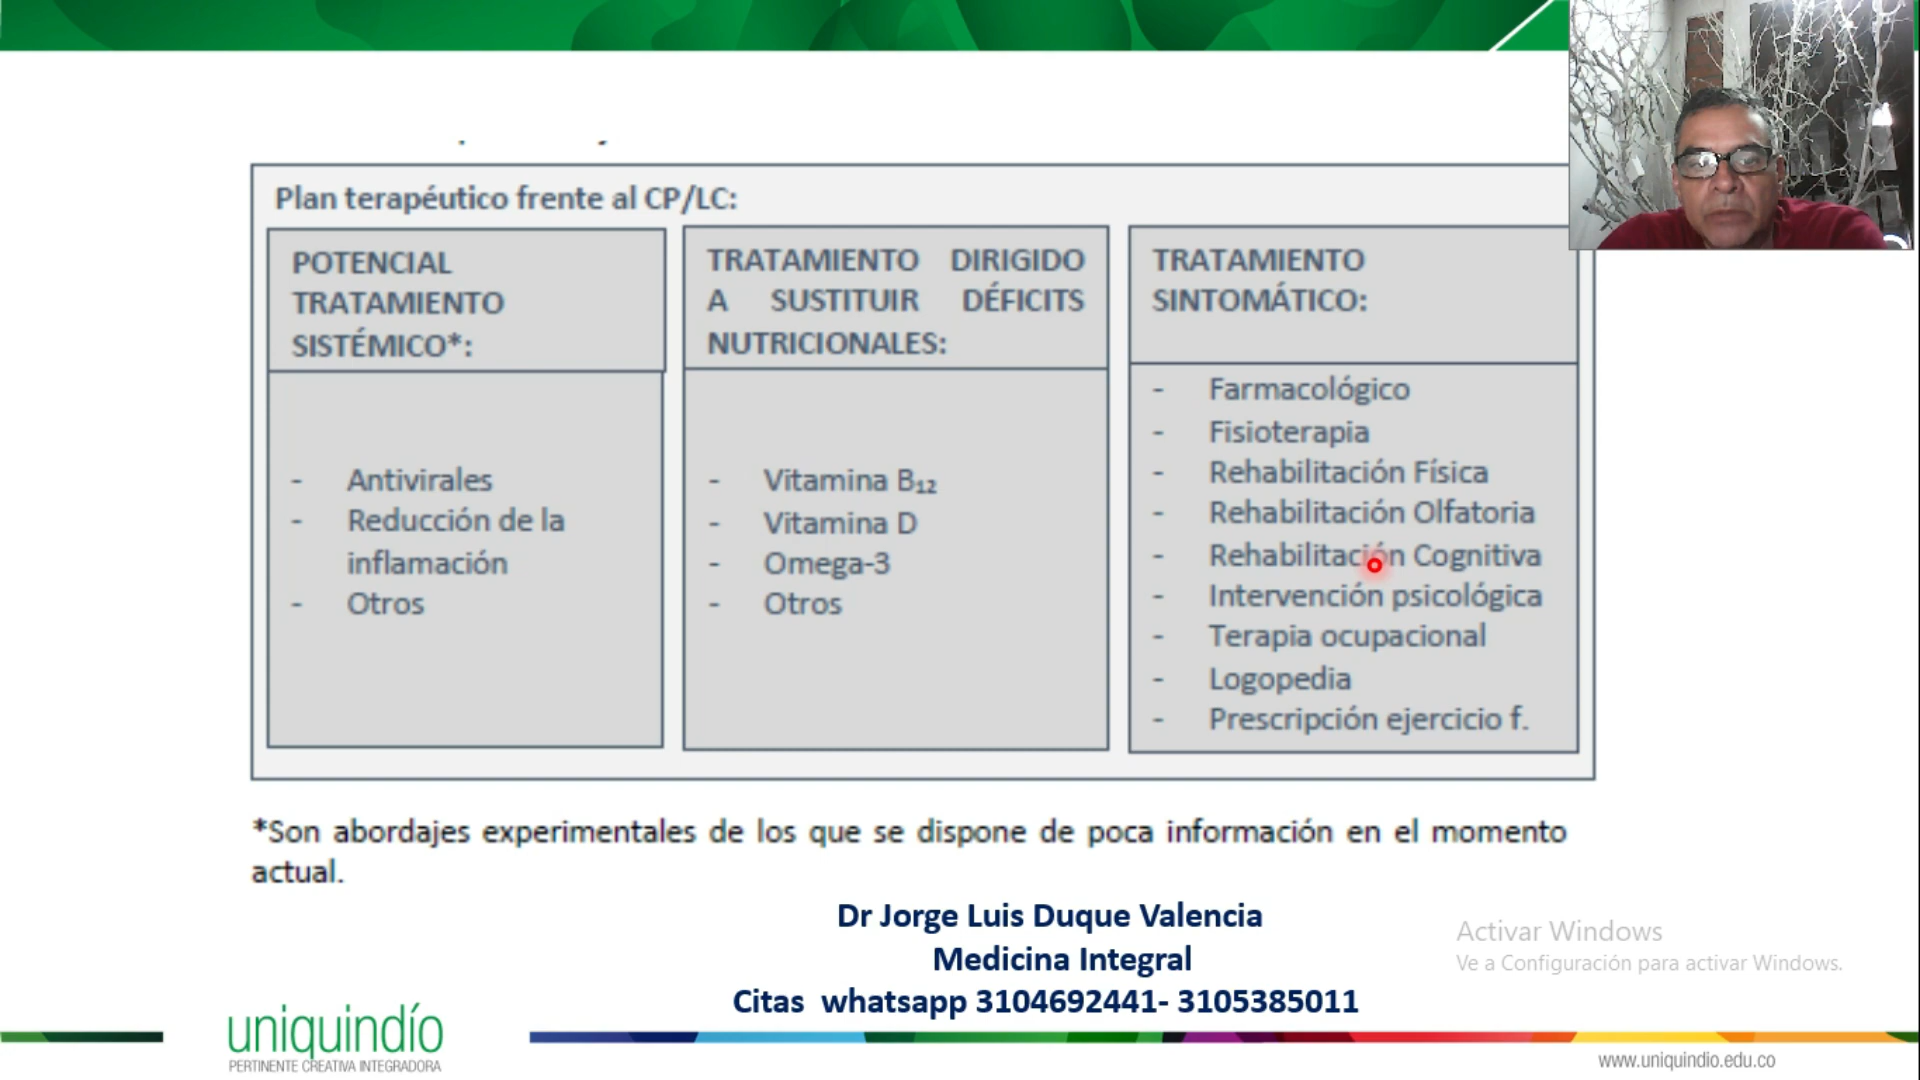 Plan terapéutico frente al CP/LC:
POTENCIAL
TRATAMIENTO
SISTÉMICO*:
- Antivirales
- Reducción de la
inflamación
- Otros
TRATAMIENTO DIRIGIDO
A SUSTITUIR DÉFICITS
NUTRICIONALES:
- Vitamina B₁₂
- Vitamina D
- Omega-3
- Otros
TRATAMIENTO
SINTOMÁTICO:
- Farmacológico
- Fisioterapia
- Rehabilitación Física
- Rehabilitación Olfatoria
- Rehabilitación Cognitiva
- Intervención psicológica
- Terapia ocupacional
- Logopedia
- Prescripción ejercicio f.
*Son abordajes experimentales de los que se dispone de poca información en el momento
actual.
Dr Jorge Luis Duque Valencia
Medicina Integral
Citas whatsapp 3104692441- 3105385011
Activar Windows
Ve a Configuración para activar Windows.
uniquindío
PERTINENTE CREATIVA INTEGRADORA
www.uniquindio.edu.co